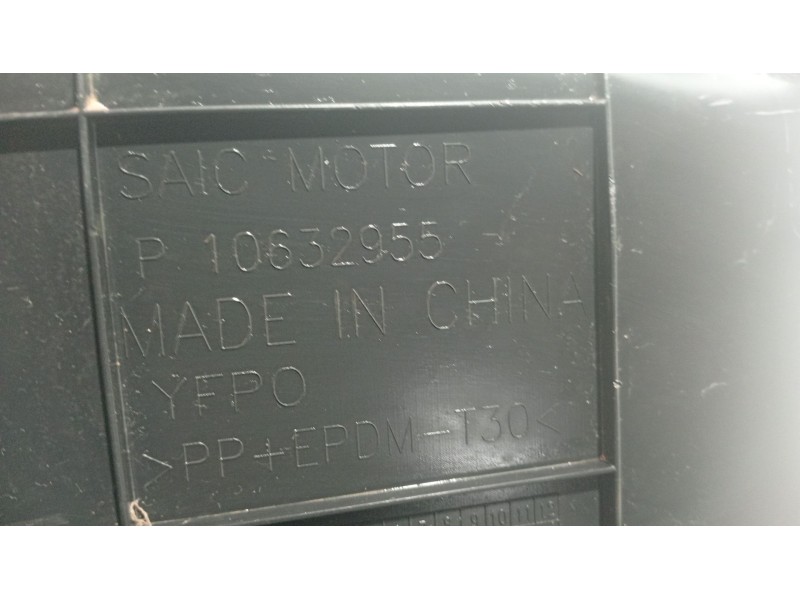 SAIC MOTOR
P 10632955
MADE IN CHINA
YFPO
>PP+EPDM-T30<